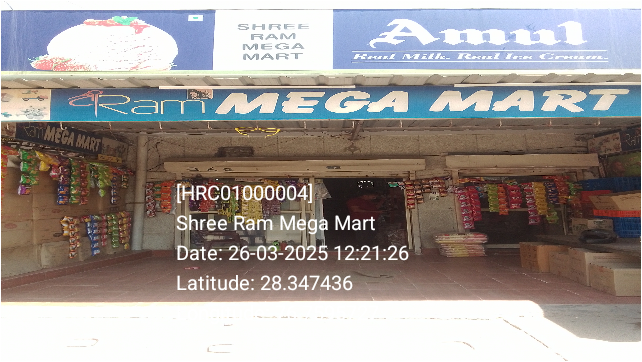 SHREE
RAM
MEGA
MART
Amul
Real Milk. Real Ice Cream.
Ram MEGA MART
Ram MEGA MART
[HRC01000004]
Shree Ram Mega Mart
Date: 26-03-2025 12:21:26
Latitude: 28.347436